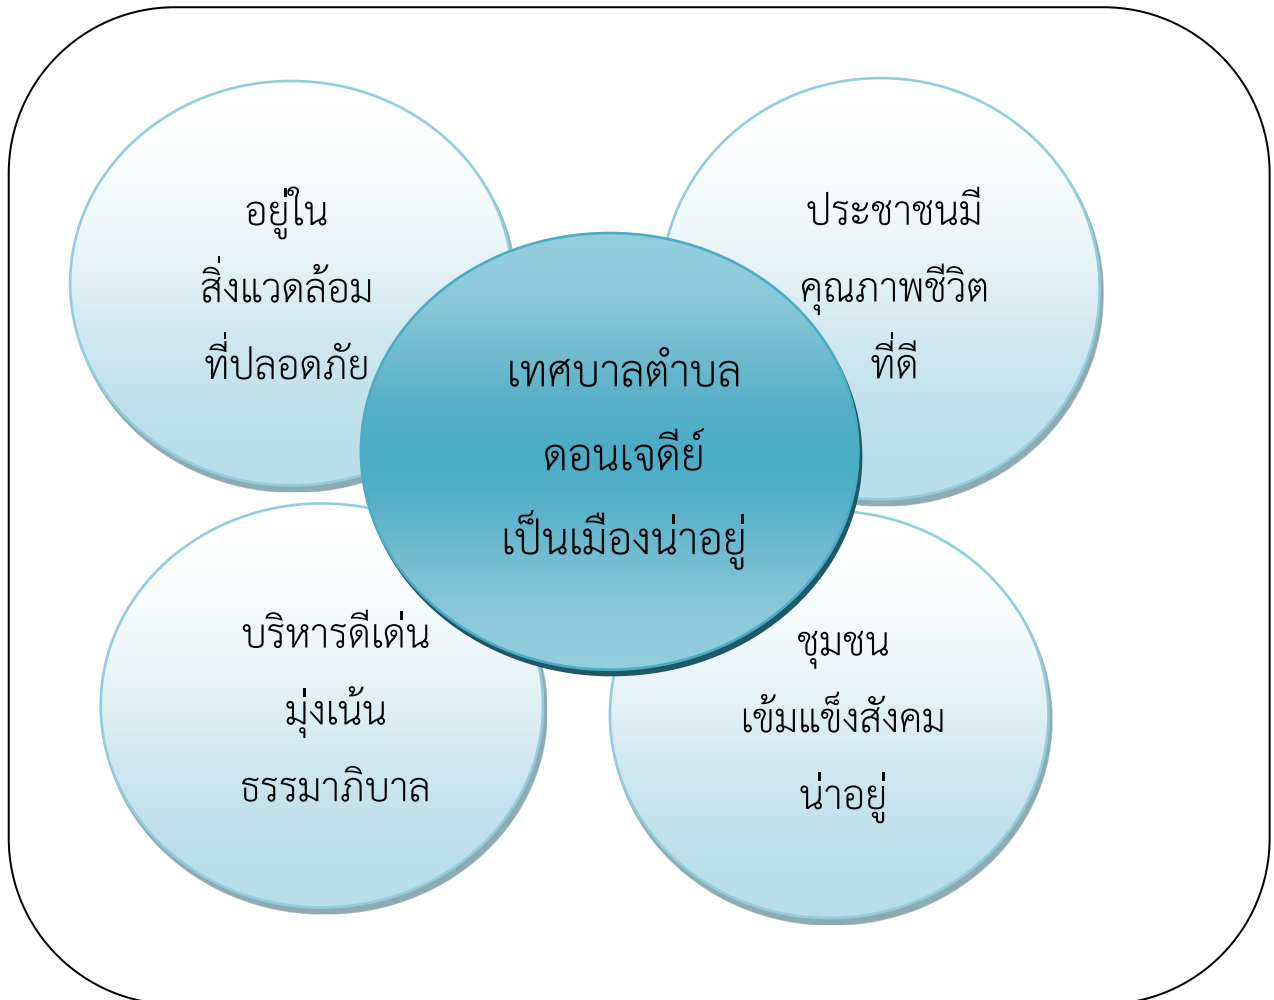 อยู่ใน
สิ่งแวดล้อม
ที่ปลอดภัย
ประชาชนมี
คุณภาพชีวิต
ที่ดี
เทศบาลตำบล
ดอนเจดีย์
เป็นเมืองน่าอยู่
บริหารดีเด่น
มุ่งเน้น
ธรรมาภิบาล
ชุมชน
เข้มแข็งสังคม
น่าอยู่